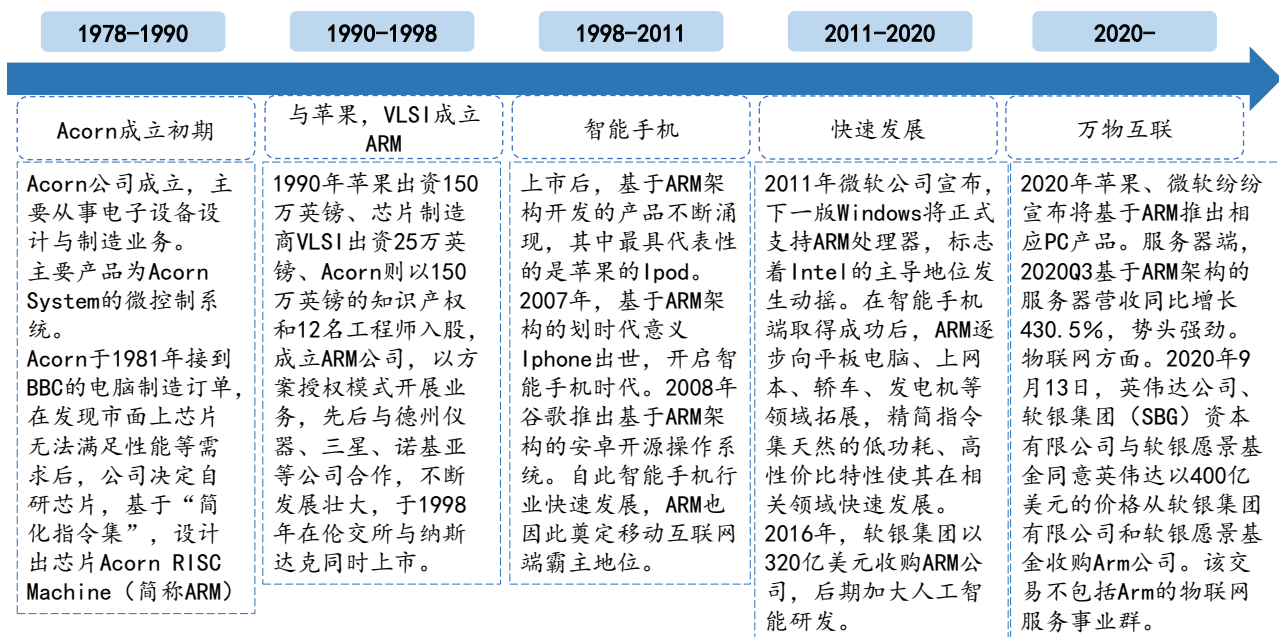 1978-1990
1990-1998
1998-2011
2011-2020
2020-
Acorn成立初期
与苹果，VLSI成立
ARM
智能手机
快速发展
万物互联
Acorn公司成立，主
要从事电子设备设
计与制造业务。
主要产品为Acorn
System的微控制系
统。
Acorn于1981年接到
BBC的电脑制造订单，
在发现市面上芯片
无法满足性能等需
求后，公司决定自
研芯片，基于“简
化指令集”，设计
出芯片Acorn RISC
Machine（简称ARM）
1990年苹果出资150
万英镑、芯片制造
商VLSI出资25万英
镑、Acorn则以150
万英镑的知识产权
和12名工程师入股，
成立ARM公司，以方
案授权模式开展业
务，先后与德州仪
器、三星、诺基亚
等公司合作，不断
发展壮大，于1998
年在伦交所与纳斯
达克同时上市。
上市后，基于ARM架
构开发的产品不断涌
现，其中最具代表性
的是苹果的Ipod。
2007年，基于ARM架
构的划时代意义
Iphone出世，开启智
能手机时代。2008年
谷歌推出基于ARM架
构的安卓开源操作系
统。自此智能手机行
业快速发展，ARM也
因此奠定移动互联网
端霸主地位。
2011年微软公司宣布，
下一版Windows将正式
支持ARM处理器，标志
着Intel的主导地位发
生动摇。在智能手机
端取得成功后，ARM逐
步向平板电脑、上网
本、轿车、发电机等
领域拓展，精简指令
集天然的低功耗、高
性价比特性使其在相
关领域快速发展。
2016年，软银集团以
320亿美元收购ARM公
司，后期加大人工智
能研发。
2020年苹果、微软纷纷
宣布将基于ARM推出相
应PC产品。服务器端，
2020Q3基于ARM架构的
服务器营收同比增长
430.5%，势头强劲。
物联网方面。2020年9
月13日，英伟达公司、
软银集团（SBG）资本
有限公司与软银愿景基
金同意英伟达以400亿
美元的价格从软银集团
有限公司和软银愿景基
金收购Arm公司。该交
易不包括Arm的物联网
服务事业群。